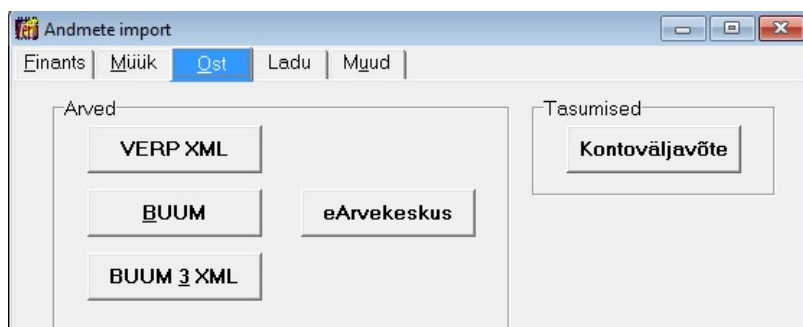 Andmete import
Finants Müük Ost Ladu Muud
Arved
VERP XML
BUUM
eArvekeskus
BUUM 3 XML
Tasumised
Kontoväljavõte